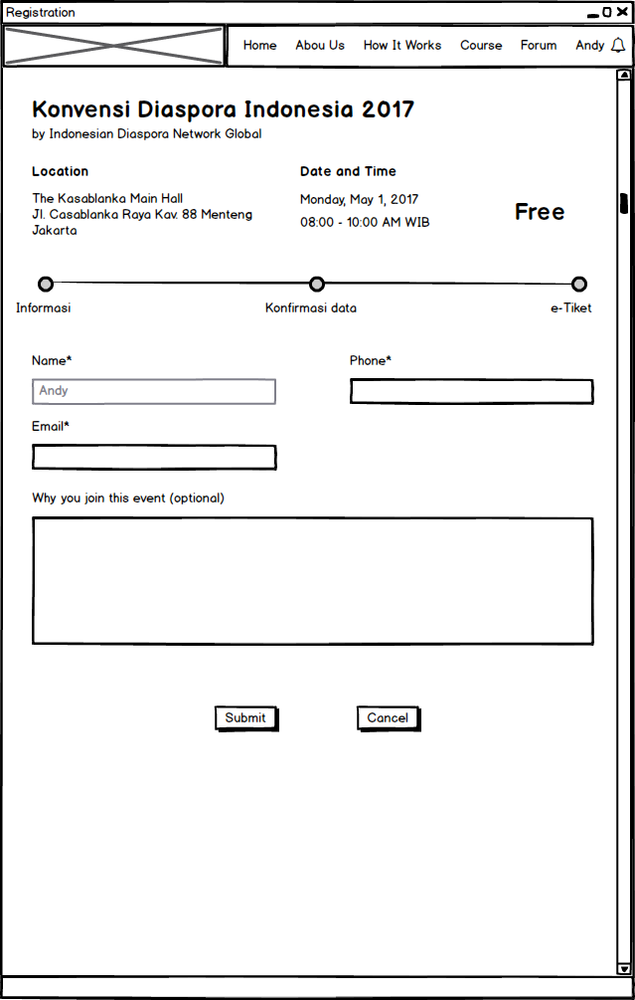 Registration
Home Abou Us How It Works Course Forum Andy
Konvensi Diaspora Indonesia 2017
by Indonesian Diaspora Network Global
Location
Date and Time
The Kasablanka Main Hall
Jl. Casablanka Raya Kav. 88 Menteng
Jakarta
Monday, May 1, 2017
08:00 - 10:00 AM WIB
Free
Informasi
Konfirmasi data
e-Tiket
Name*
Phone*
Andy
Email*
Why you join this event (optional)
Submit
Cancel